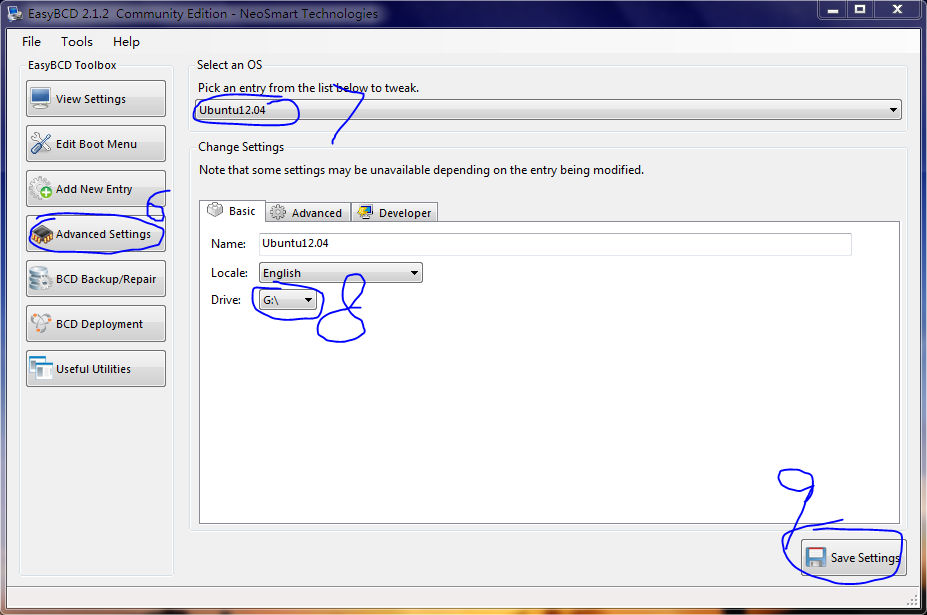 EasyBCD 2.1.2 Community Edition - NeoSmart Technologies
File Tools Help
EasyBCD Toolbox
View Settings
Edit Boot Menu
Add New Entry
6
Advanced Settings
BCD Backup/Repair
BCD Deployment
Useful Utilities
Select an OS
Pick an entry from the list below to tweak.
Ubuntu12.04
7
Change Settings
Note that some settings may be unavailable depending on the entry being modified.
Basic Advanced Developer
Name: Ubuntu12.04
Locale: English
Drive: G:\
8
9
Save Settings